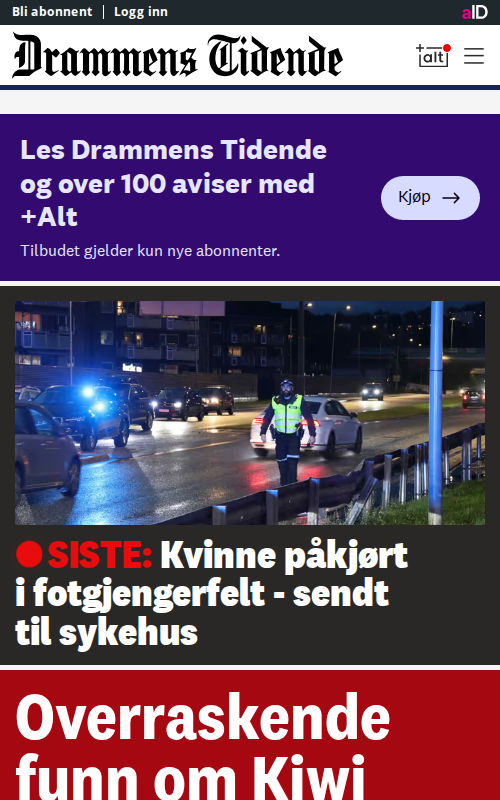 Bli abonnent | Logg inn
aID
Drammens Tidende
+alt
Les Drammens Tidende
og over 100 aviser med
+Alt
Kjøp →
Tilbudet gjelder kun nye abonnenter.
SISTE: Kvinne påkjørt
i fotgjengerfelt - sendt
til sykehus
Overraskende
funn om Kiwi